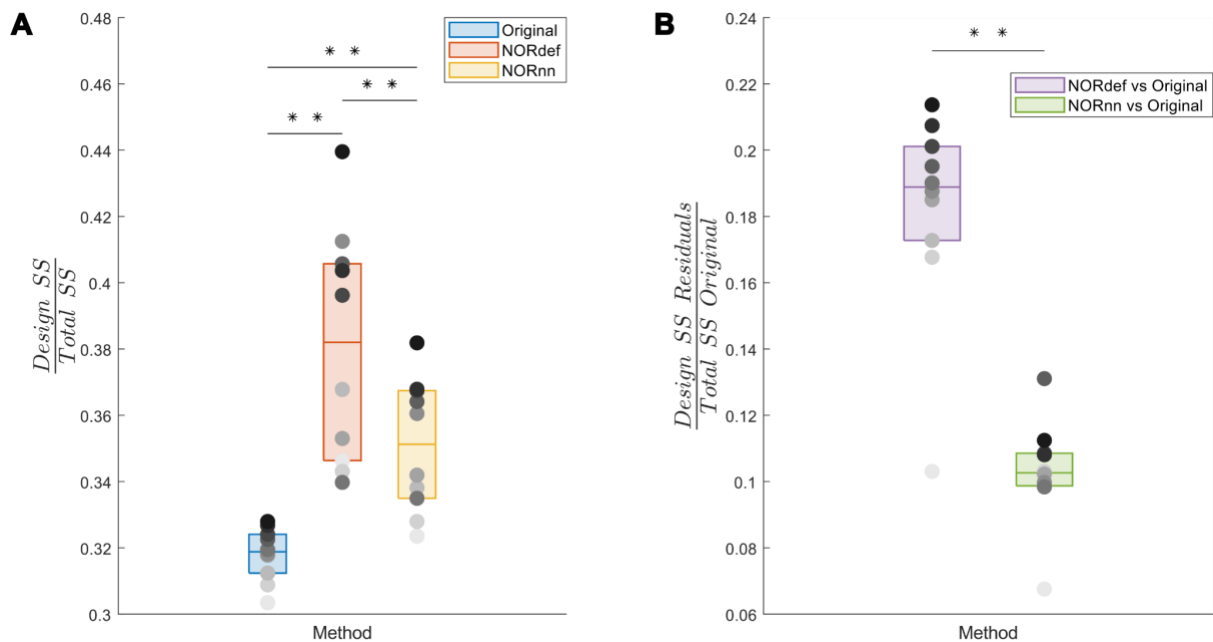 A
0.48
0.46
0.44
0.42
0.4
0.38
0.36
0.34
0.32
0.3
Design SS
Total SS
Original
NORdef
NORnn
* *
* *
* *
Method
B
0.24
0.22
0.2
0.18
0.16
0.14
0.12
0.1
0.08
0.06
Design SS Residuals
Total SS Original
* *
NORdef vs Original
NORnn vs Original
Method